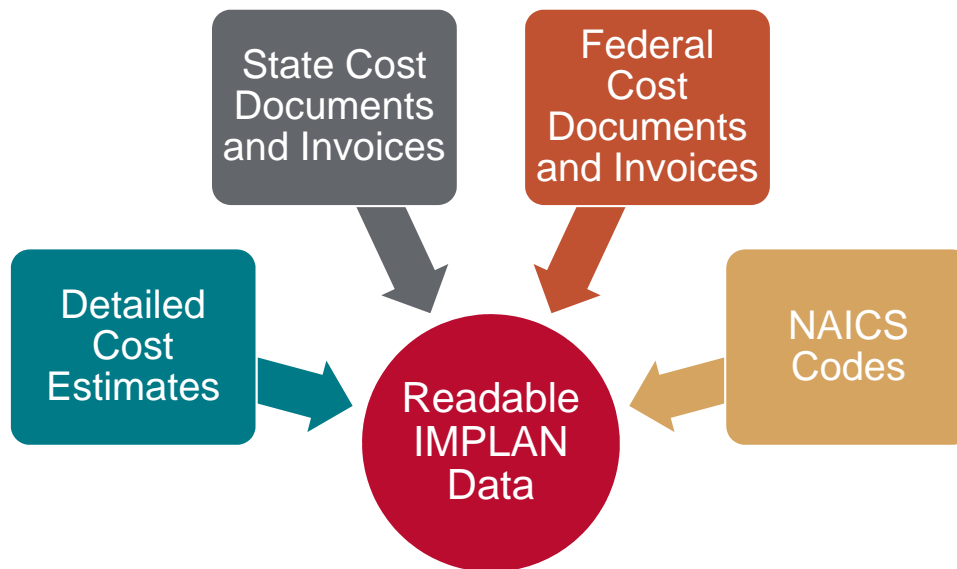 State Cost
Documents
and Invoices
Federal
Cost
Documents
and Invoices
Detailed
Cost
Estimates
NAICS
Codes
Readable
IMPLAN
Data